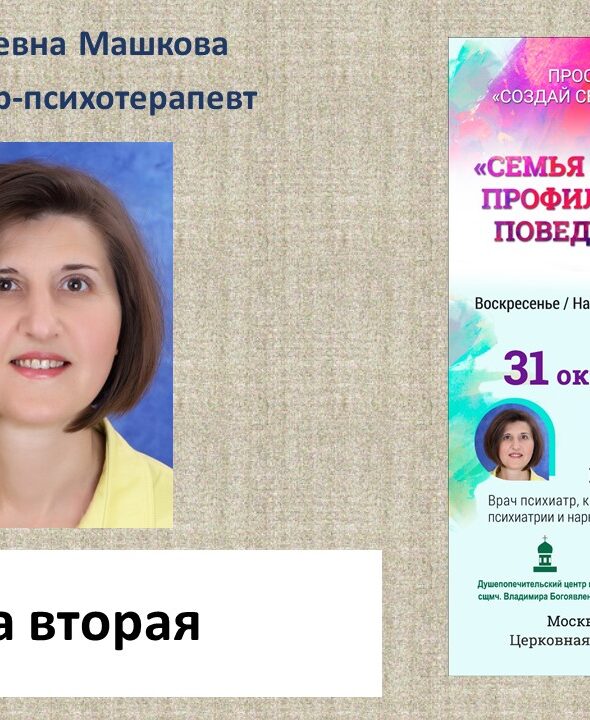 евна Машкова
р-психотерапевт
а вторая
ПРОС
«СОЗДАЙ СЕ
«СЕМЬЯ
ПРОФИЛ
ПОВЕД
Воскресенье / На
31 ок
Врач психиатр, к
психиатрии и нар
Душепопечительский центр
сщмч. Владимира Богоявлен
Москв
Церковная